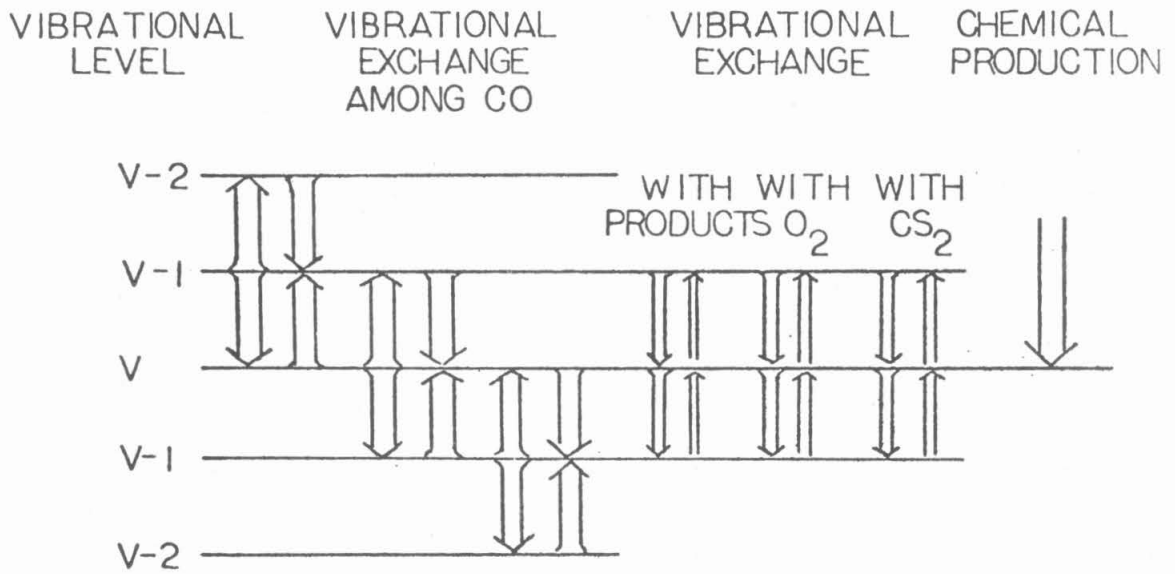 VIBRATIONAL
LEVEL
VIBRATIONAL
EXCHANGE
AMONG CO
VIBRATIONAL
EXCHANGE
CHEMICAL
PRODUCTION
V-2
WITH WITH WITH
PRODUCTS O₂ CS₂
V-1
V
V-1
V-2